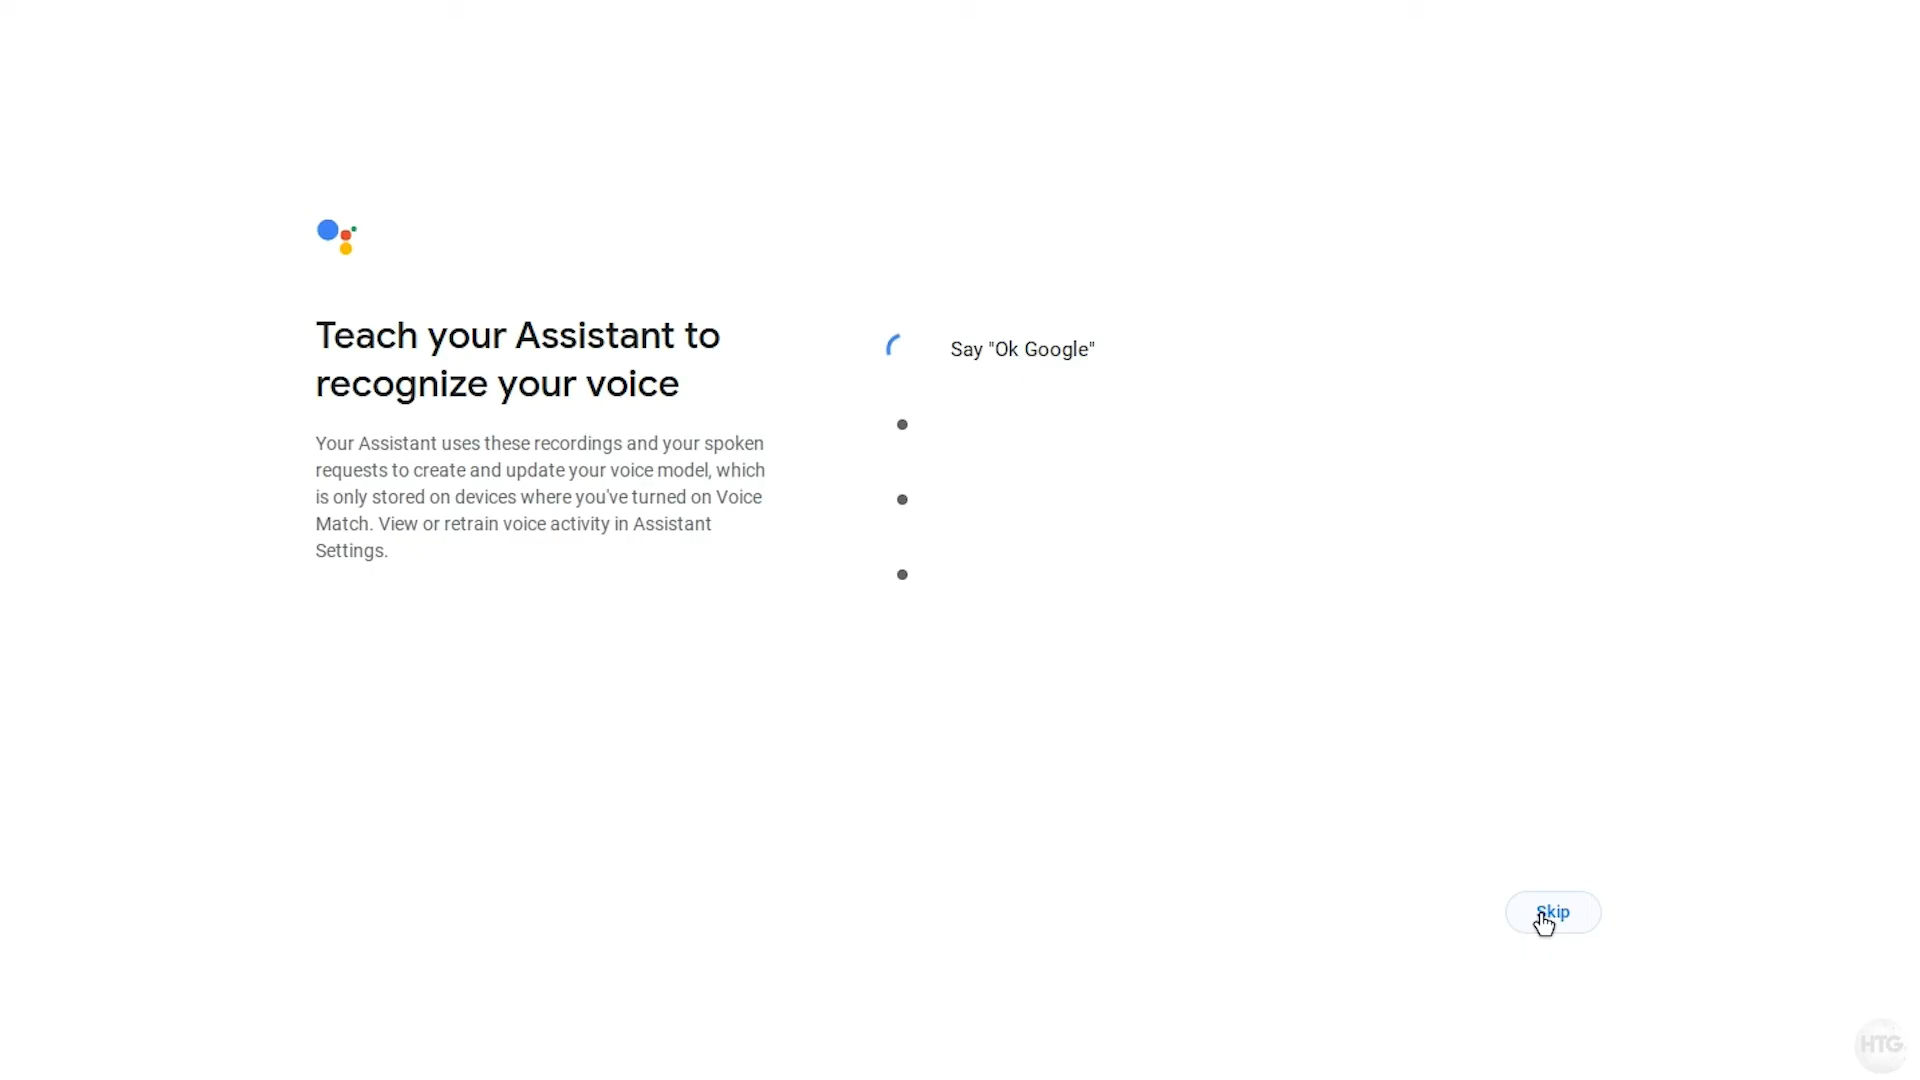 Teach your Assistant to
recognize your voice
Your Assistant uses these recordings and your spoken
requests to create and update your voice model, which
is only stored on devices where you've turned on Voice
Match. View or retrain voice activity in Assistant
Settings.
Say "Ok Google"
Skip
HTG